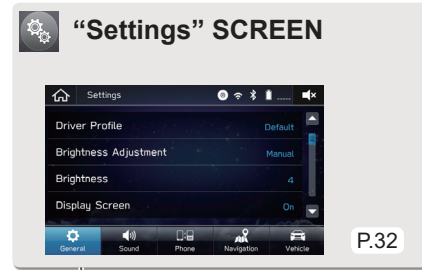 “Settings” SCREEN
Settings
Driver Profile Default
Brightness Adjustment Manual
Brightness 4
Display Screen On
General Sound Phone Navigation Vehicle
P.32